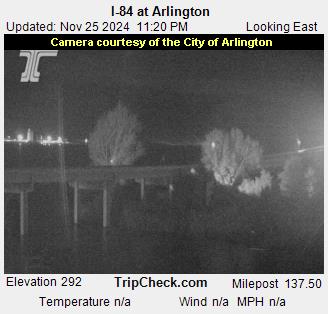 I-84 at Arlington
Updated: Nov 25 2024 11:20 PM Looking East
Camera courtesy of the City of Arlington
Elevation 292 TripCheck.com Milepost 137.50
Temperature n/a Wind n/a MPH n/a